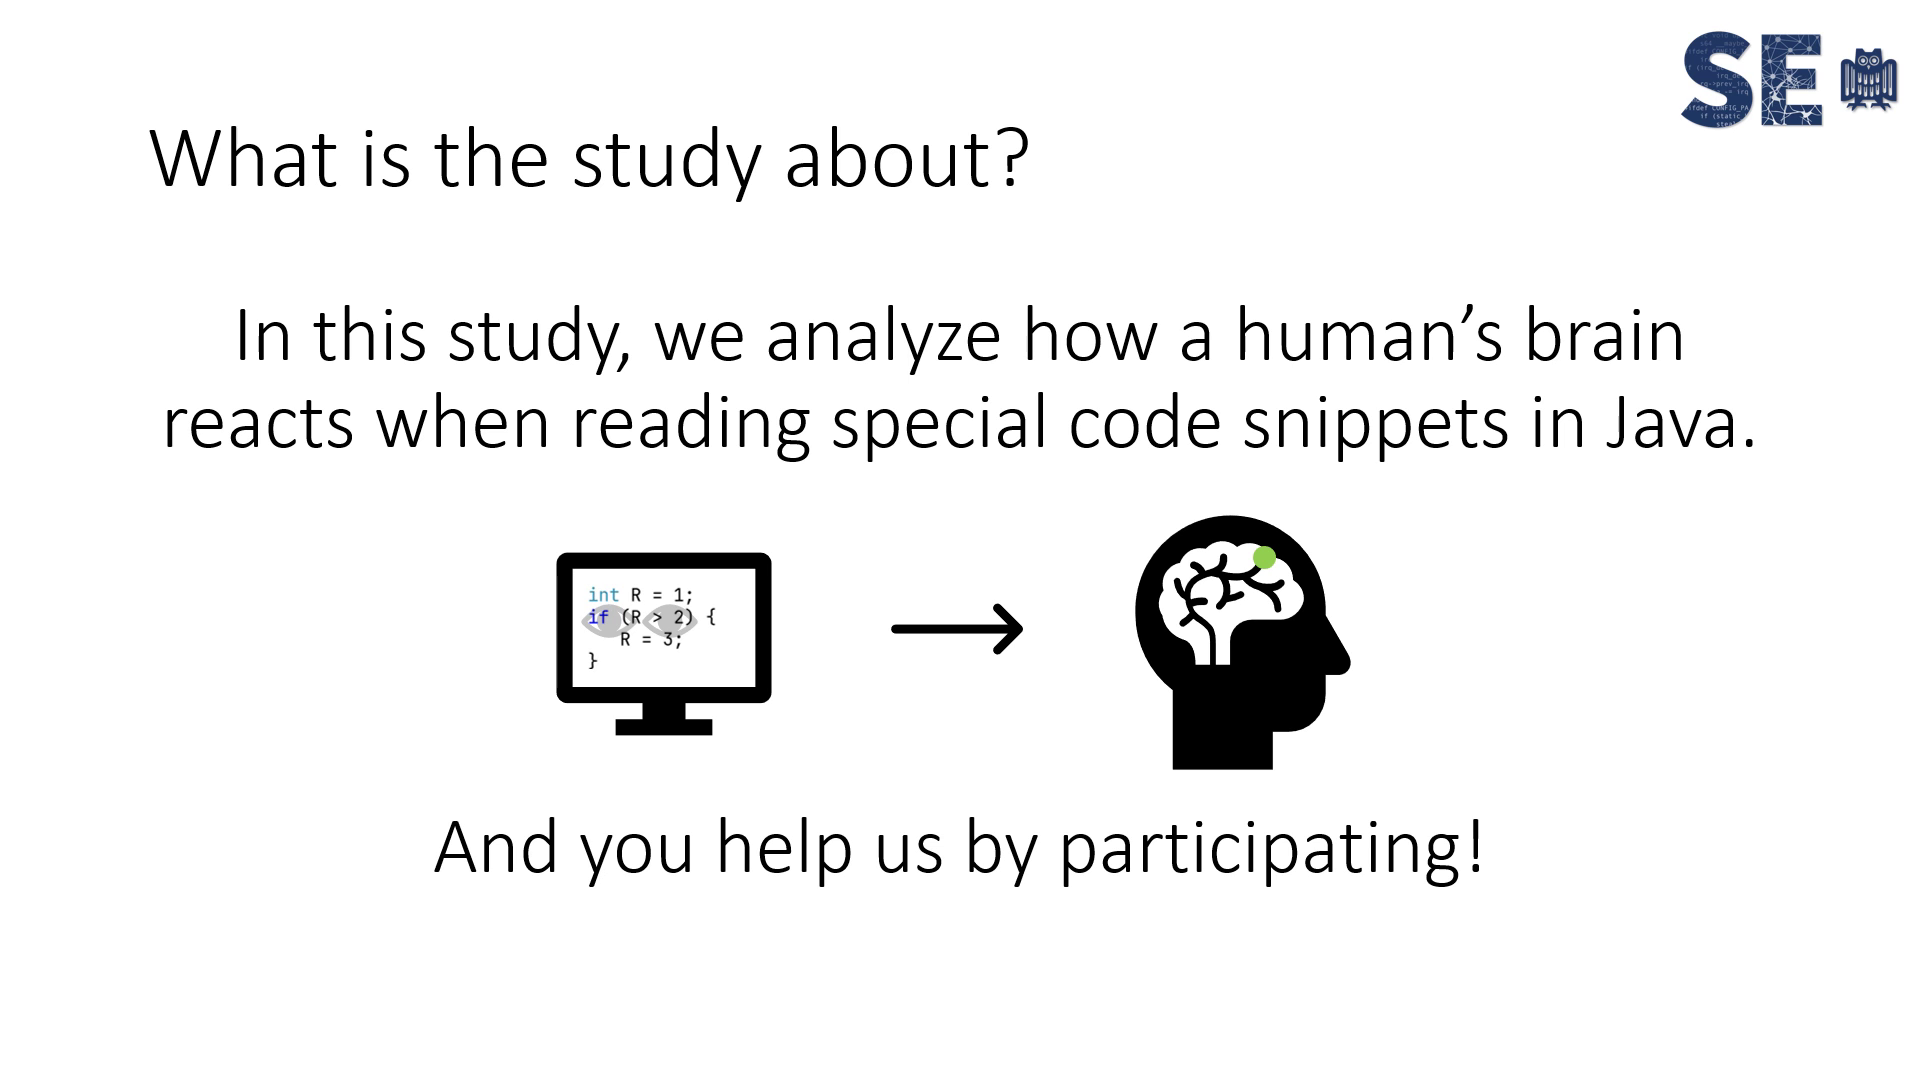 SE
What is the study about?
In this study, we analyze how a human’s brain
reacts when reading special code snippets in Java.
int R = 1;
if (R > 2) {
R = 3;
}
And you help us by participating!